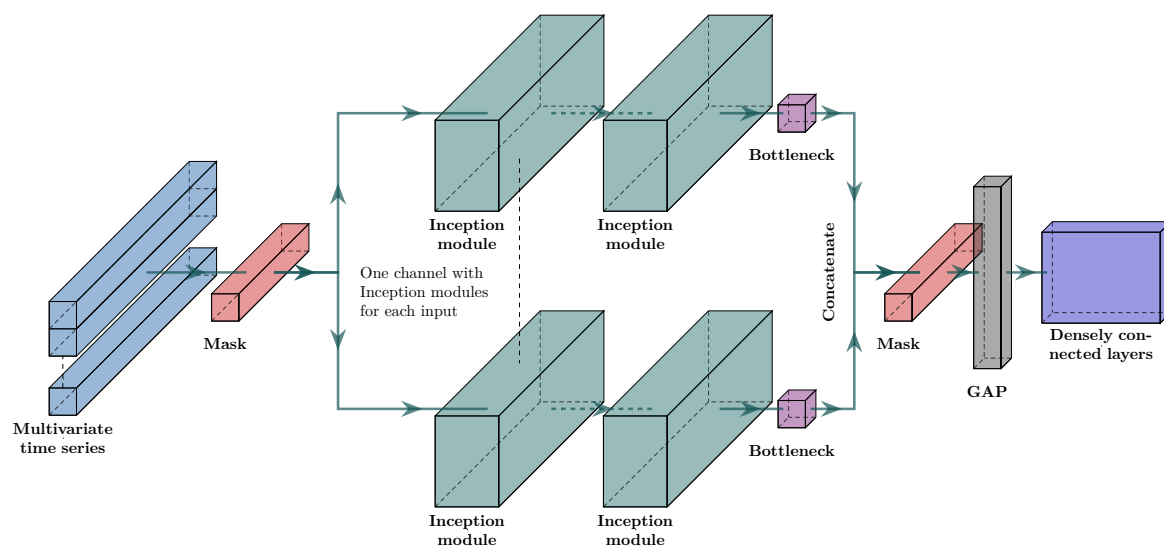 Multivariate
time series
Mask
One channel with
Inception modules
for each input
Inception
module
Inception
module
Bottleneck
Inception
module
Inception
module
Bottleneck
Concatenate
Mask
GAP
Densely con-
nected layers